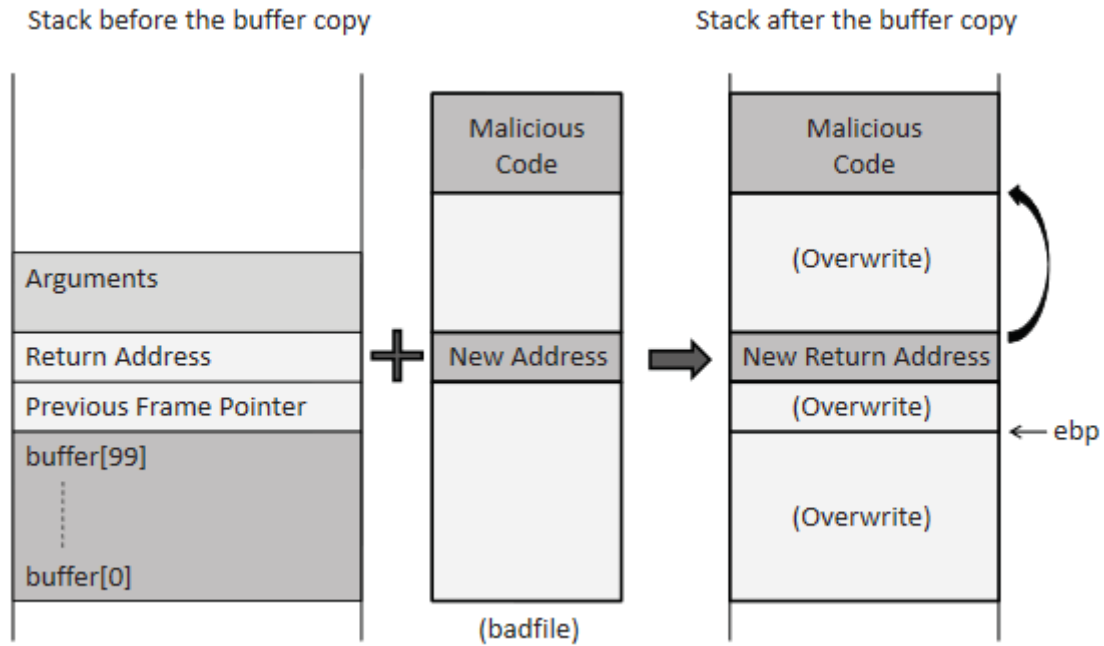 Stack before the buffer copy
Stack after the buffer copy
Arguments
Return Address
Previous Frame Pointer
buffer[99]
buffer[0]
Malicious
Code
New Address
(badfile)
Malicious
Code
(Overwrite)
New Return Address
(Overwrite)
ebp
(Overwrite)